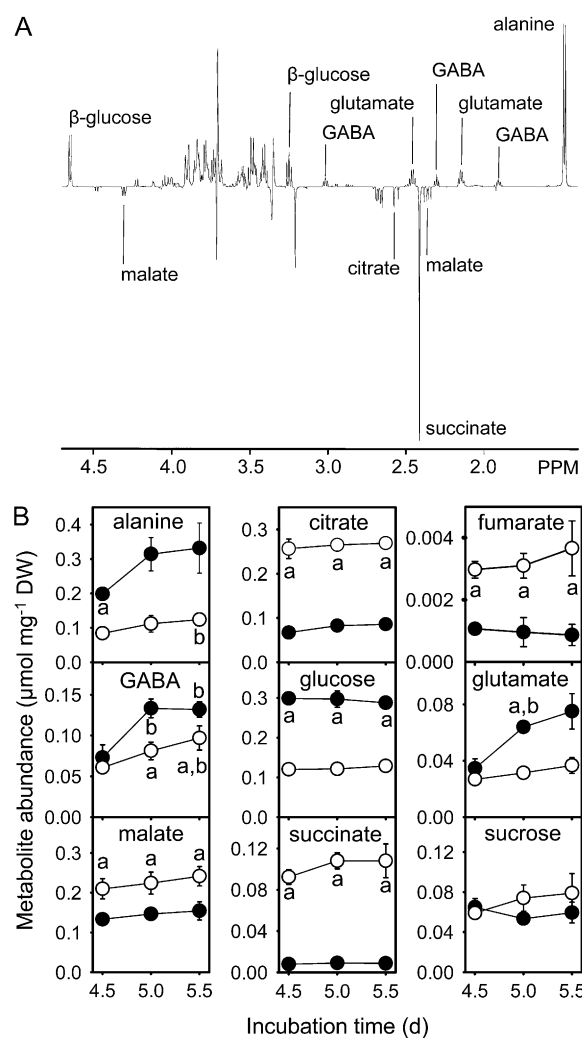 A
alanine
GABA
β-glucose
glutamate
glutamate
β-glucose
GABA
GABA
malate
citrate
malate
succinate
4.5 4.0 3.5 3.0 2.5 2.0 PPM
B
Metabolite abundance (µmol mg⁻¹ DW)
alanine
0.4
0.3
0.2
0.1
0.0
a
b
citrate
0.3
0.2
0.1
0.0
a a a
fumarate
0.004
0.002
0.000
a a a
GABA
0.15
0.10
0.05
0.00
b
b
a
a,b
glucose
0.3
0.2
0.1
0.0
a a a
glutamate
0.08
0.04
0.00
a,b
malate
0.3
0.2
0.1
0.0
a a a
4.5 5.0 5.5
succinate
0.12
0.08
0.04
0.00
a a a
4.5 5.0 5.5
sucrose
0.12
0.08
0.04
0.00
4.5 5.0 5.5
Incubation time (d)